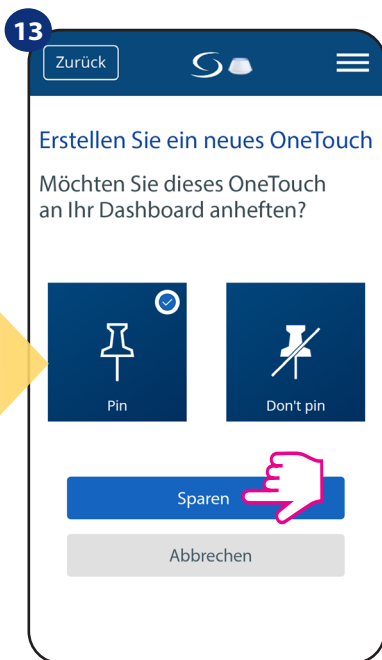 13
Zurück
Erstellen Sie ein neues OneTouch
Möchten Sie dieses OneTouch
an Ihr Dashboard anheften?
Pin
Don't pin
Sparen
Abbrechen